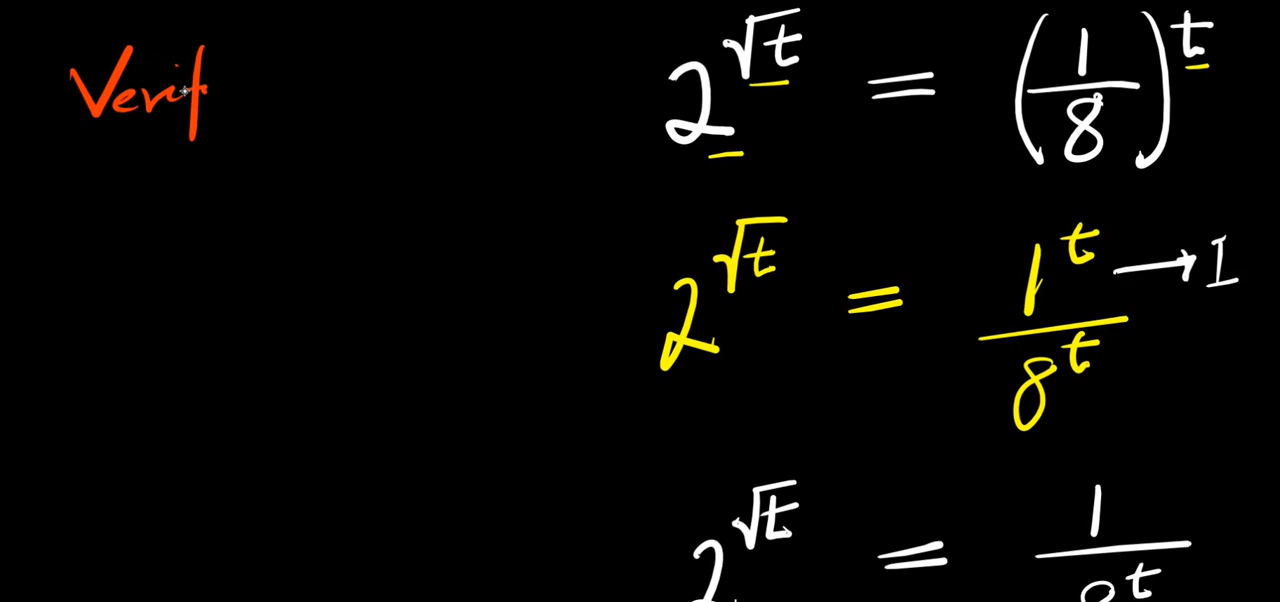 Verif
2^√t = (1/8)^t
2^√t = 1^t/8^t → 1
2^√t = 1/8^t